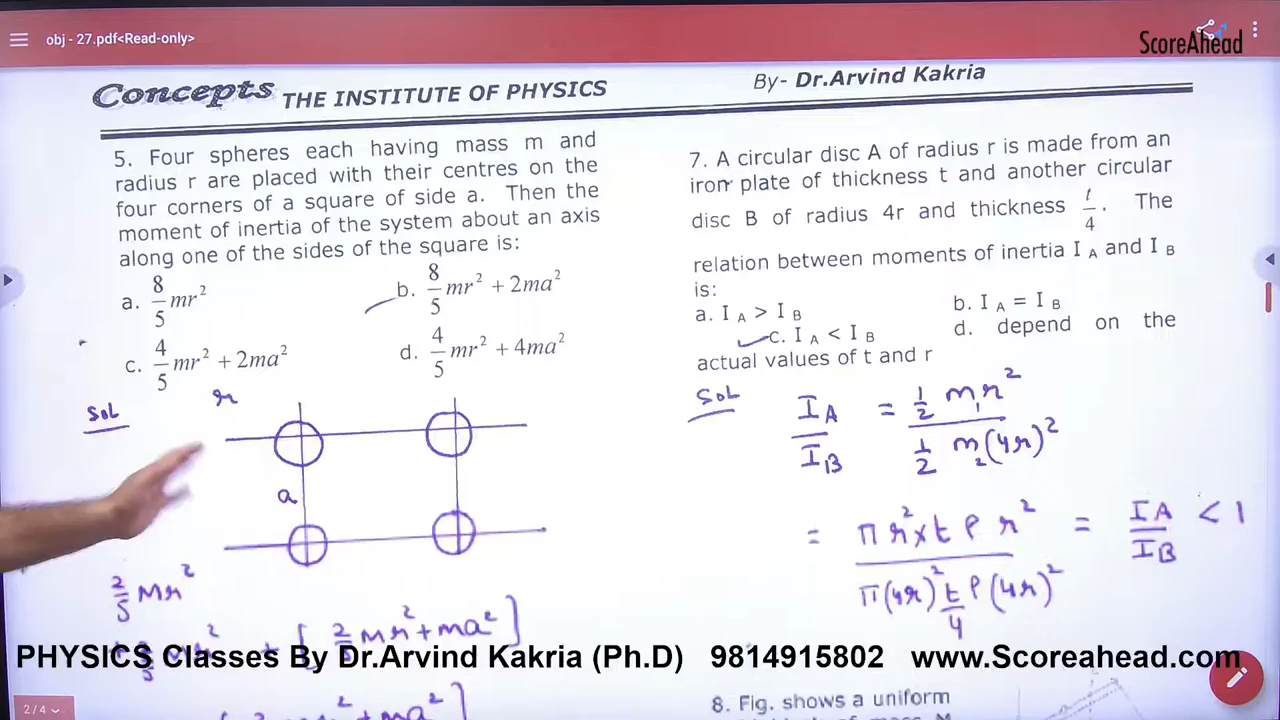 obj - 27.pdf<Read-only>
ScoreAhead
Concepts THE INSTITUTE OF PHYSICS
By- Dr.Arvind Kakria
5. Four spheres each having mass m and
radius r are placed with their centres on the
four corners of a square of side a. Then the
moment of inertia of the system about an axis
along one of the sides of the square is:
a. 8/5 mr²
b. 8/5 mr² + 2ma²
c. 4/5 mr² + 2ma²
d. 4/5 mr² + 4ma²
Sol
r
a
2/5 Mr²
+ 2/5 Mr² + [2/5 Mr² + ma²]
r² + ma²]
7. A circular disc A of radius r is made from an
iron plate of thickness t and another circular
disc B of radius 4r and thickness t/4. The
relation between moments of inertia I A and I B
is:
a. I A > I B
b. I A = I B
c. I A < I B
d. depend on the
actual values of t and r
Sol
I A / I B = 1/2 m₁r² / 1/2 m₂(4r)²
= πr² x t ρ r² / π(4r)² t/4 ρ (4r)² = I A / I B < 1
8. Fig. shows a uniform
PHYSICS Classes By Dr.Arvind Kakria (Ph.D) 9814915802 www.Scoreahead.com
2/4